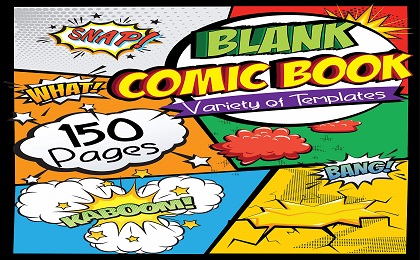 SNAP!
BLANK
COMIC BOOK
Variety of Templates
WHAT!
150
Pages
BANG!
KABOOM!